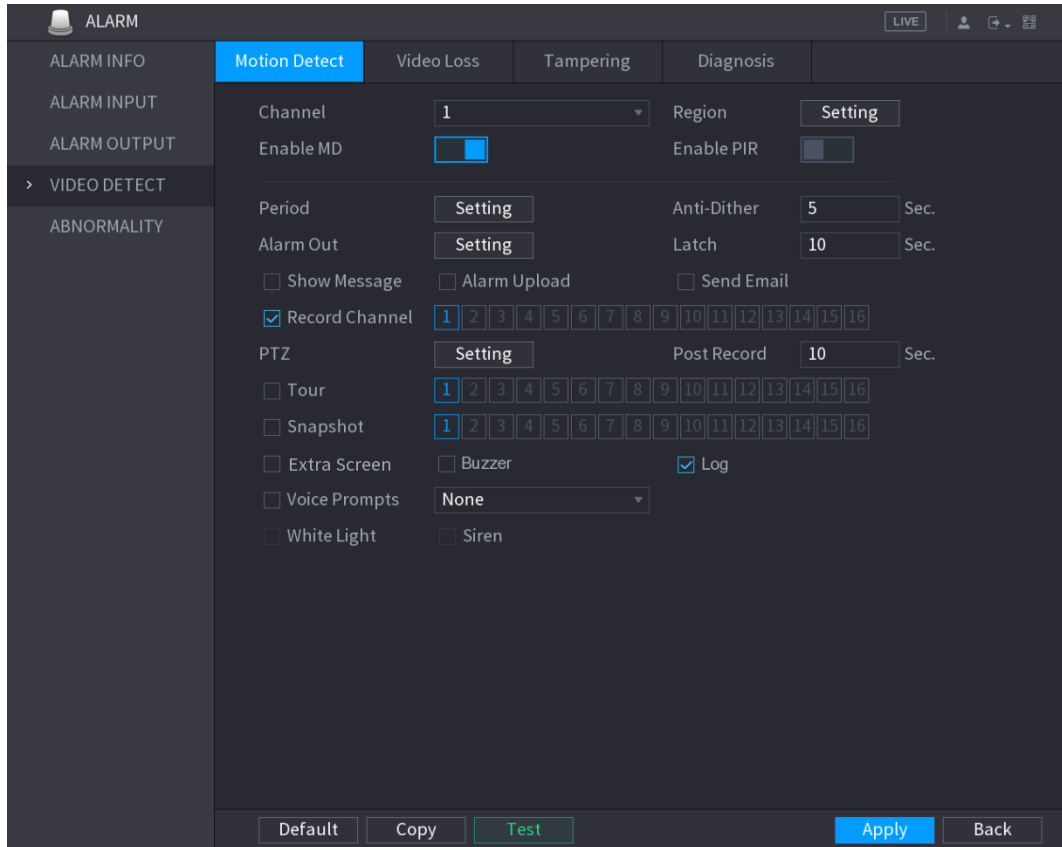 ALARM LIVE
ALARM INFO
ALARM INPUT
ALARM OUTPUT
VIDEO DETECT
ABNORMALITY
Motion Detect Video Loss Tampering Diagnosis
Channel 1 Region Setting
Enable MD Enable PIR
Period Setting Anti-Dither 5 Sec.
Alarm Out Setting Latch 10 Sec.
Show Message Alarm Upload Send Email
Record Channel 1 2 3 4 5 6 7 8 9 10 11 12 13 14 15 16
PTZ Setting Post Record 10 Sec.
Tour 1 2 3 4 5 6 7 8 9 10 11 12 13 14 15 16
Snapshot 1 2 3 4 5 6 7 8 9 10 11 12 13 14 15 16
Extra Screen Buzzer Log
Voice Prompts None
White Light Siren
Default Copy Test Apply Back